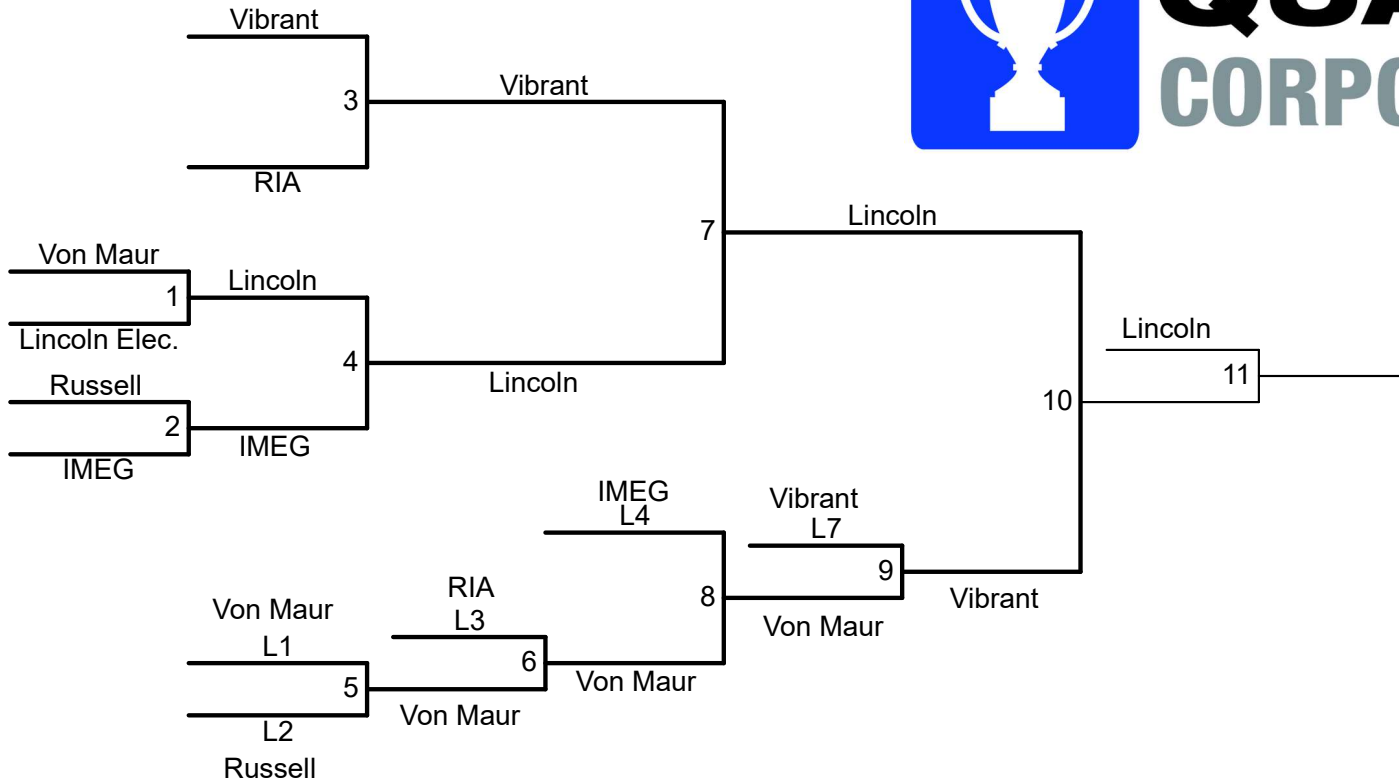 Vibrant
3
RIA
Vibrant
QUA
CORPO
7
Lincoln
Von Maur
1
Lincoln Elec.
Lincoln
4
Russell
2
IMEG
IMEG
Lincoln
10
Lincoln
11
IMEG
L4
Vibrant
L7
9
Vibrant
8
Von Maur
RIA
L3
6
Von Maur
Von Maur
L1
5
L2
Russell
Von Maur